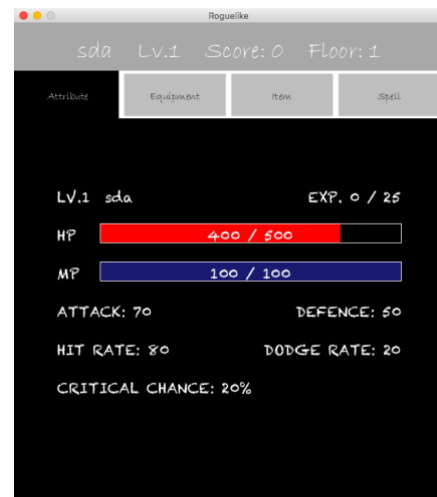 Roguelike
sda LV.1 Score: 0 Floor: 1
Attribute Equipment Item Spell
LV.1 sda EXP. 0 / 25
HP 400 / 500
MP 100 / 100
ATTACK: 70 DEFENCE: 50
HIT RATE: 80 DODGE RATE: 20
CRITICAL CHANCE: 20%